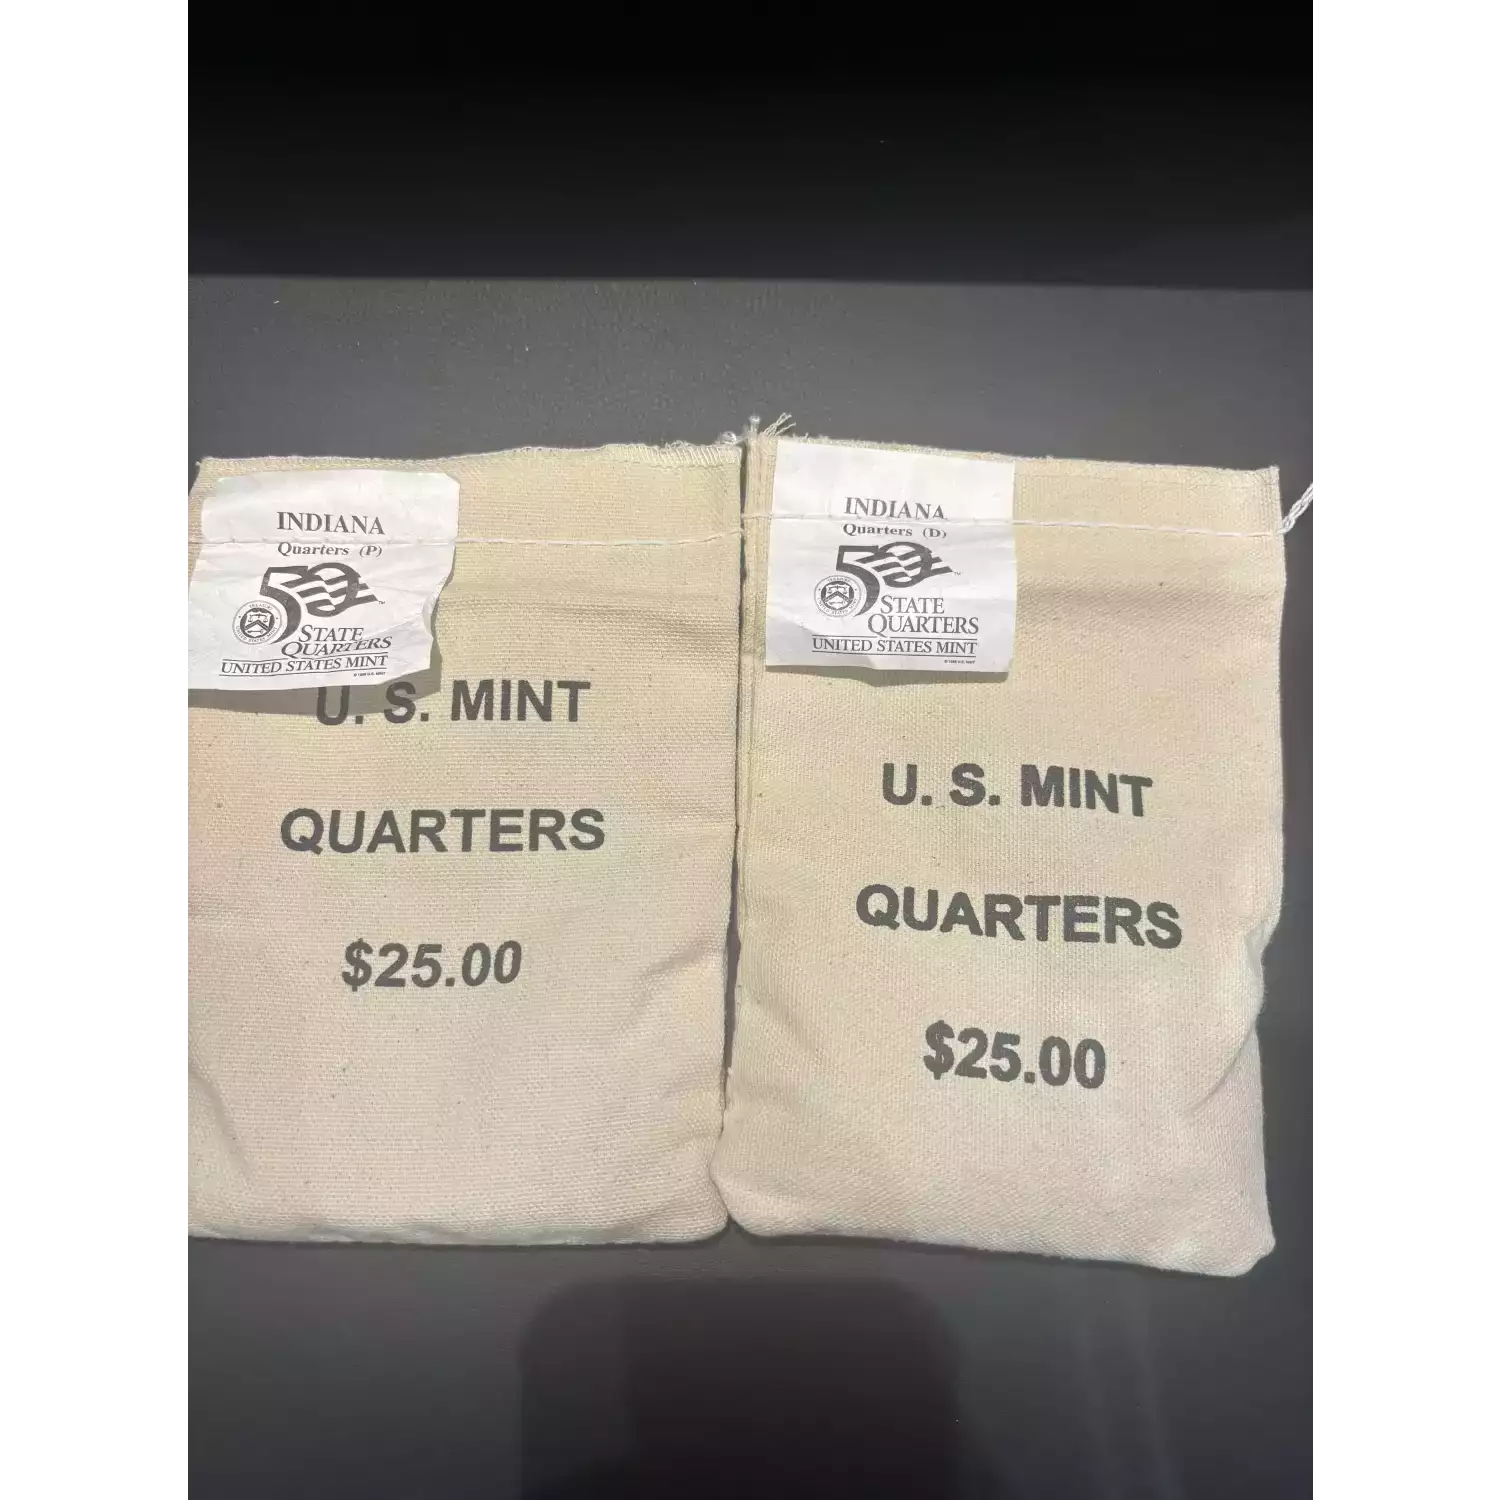 INDIANA
Quarters (P)
50
STATE
QUARTERS
UNITED STATES MINT
U. S. MINT
QUARTERS
$25.00
INDIANA
Quarters (D)
50
STATE
QUARTERS
UNITED STATES MINT
U. S. MINT
QUARTERS
$25.00